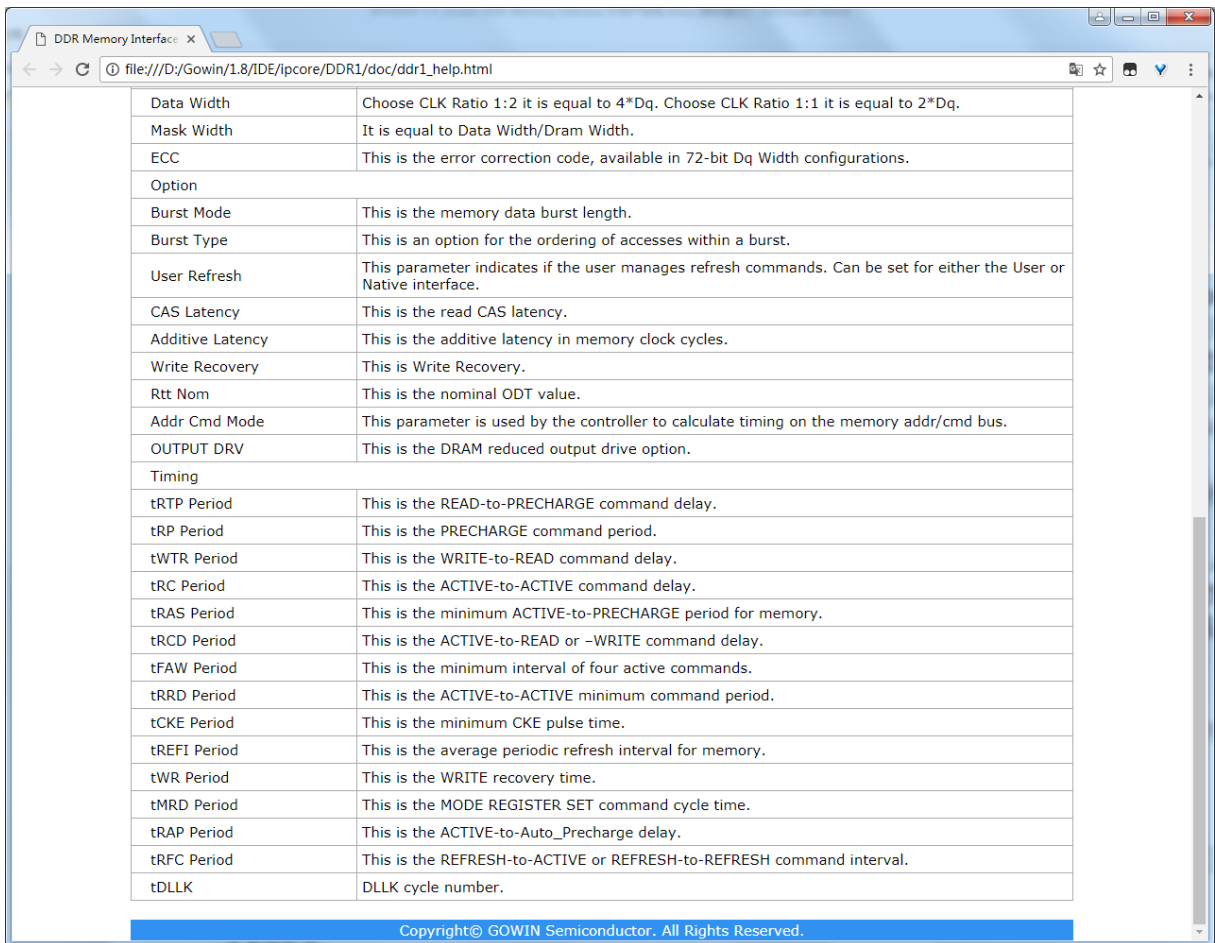 DDR Memory Interface
file:///D:/Gowin/1.8/IDE/ipcore/DDR1/doc/ddr1_help.html
Data Width Choose CLK Ratio 1:2 it is equal to 4*Dq. Choose CLK Ratio 1:1 it is equal to 2*Dq.
Mask Width It is equal to Data Width/Dram Width.
ECC This is the error correction code, available in 72-bit Dq Width configurations.
Option
Burst Mode This is the memory data burst length.
Burst Type This is an option for the ordering of accesses within a burst.
User Refresh This parameter indicates if the user manages refresh commands. Can be set for either the User or
Native interface.
CAS Latency This is the read CAS latency.
Additive Latency This is the additive latency in memory clock cycles.
Write Recovery This is Write Recovery.
Rtt Nom This is the nominal ODT value.
Addr Cmd Mode This parameter is used by the controller to calculate timing on the memory addr/cmd bus.
OUTPUT DRV This is the DRAM reduced output drive option.
Timing
tRTP Period This is the READ-to-PRECHARGE command delay.
tRP Period This is the PRECHARGE command period.
tWTR Period This is the WRITE-to-READ command delay.
tRC Period This is the ACTIVE-to-ACTIVE command delay.
tRAS Period This is the minimum ACTIVE-to-PRECHARGE period for memory.
tRCD Period This is the ACTIVE-to-READ or –WRITE command delay.
tFAW Period This is the minimum interval of four active commands.
tRRD Period This is the ACTIVE-to-ACTIVE minimum command period.
tCKE Period This is the minimum CKE pulse time.
tREFI Period This is the average periodic refresh interval for memory.
tWR Period This is the WRITE recovery time.
tMRD Period This is the MODE REGISTER SET command cycle time.
tRAP Period This is the ACTIVE-to-Auto_Precharge delay.
tRFC Period This is the REFRESH-to-ACTIVE or REFRESH-to-REFRESH command interval.
tDLLK DLLK cycle number.
Copyright© GOWIN Semiconductor. All Rights Reserved.